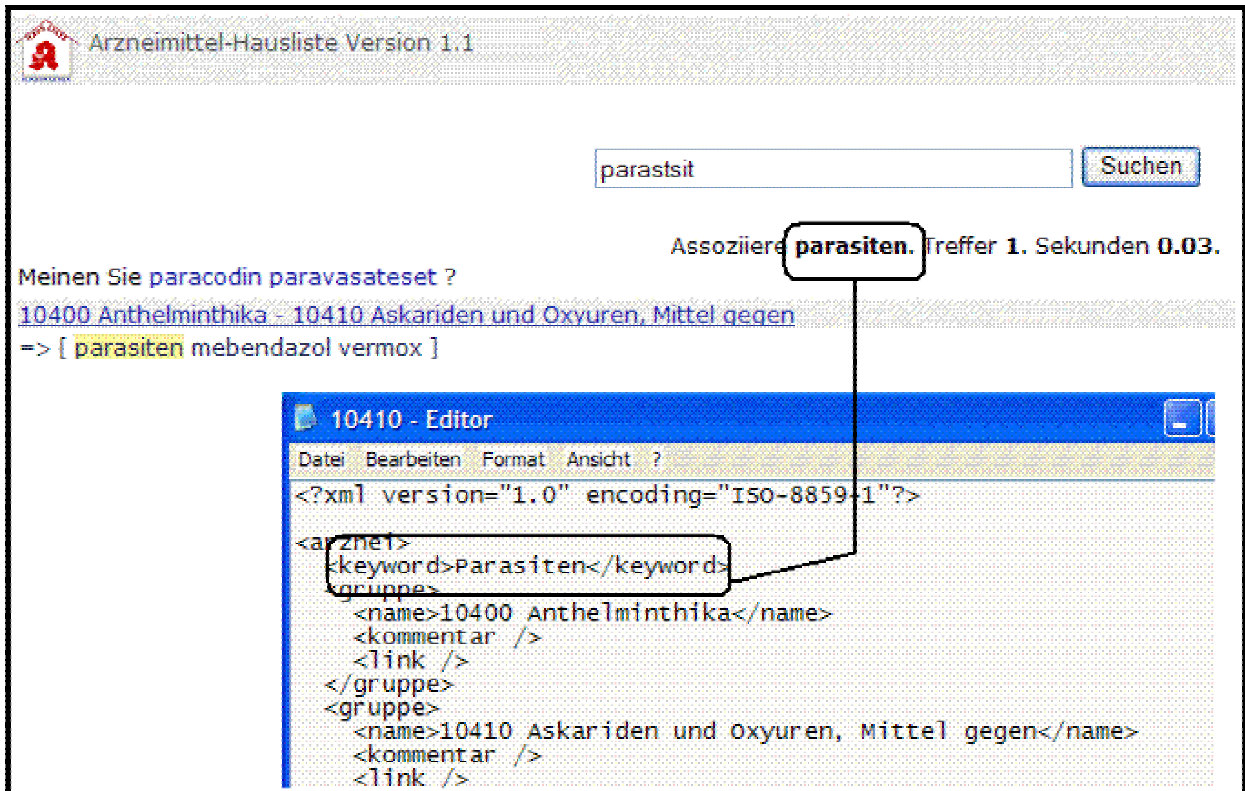 Arzneimittel-Hausliste Version 1.1
parastsit
Suchen
Assoziiere parasiten. Treffer 1. Sekunden 0.03.
Meinen Sie paracodin paravasateset ?
10400 Anthelminthika - 10410 Askariden und Oxyuren, Mittel gegen
=> [ parasiten mebendazol vermox ]
10410 - Editor
Datei Bearbeiten Format Ansicht ?
<?xml version="1.0" encoding="ISO-8859-1"?>
<arznei>
<keyword>Parasiten</keyword>
<gruppe>
<name>10400 Anthelminthika</name>
<kommentar />
<link />
</gruppe>
<gruppe>
<name>10410 Askariden und Oxyuren, Mittel gegen</name>
<kommentar />
<link />